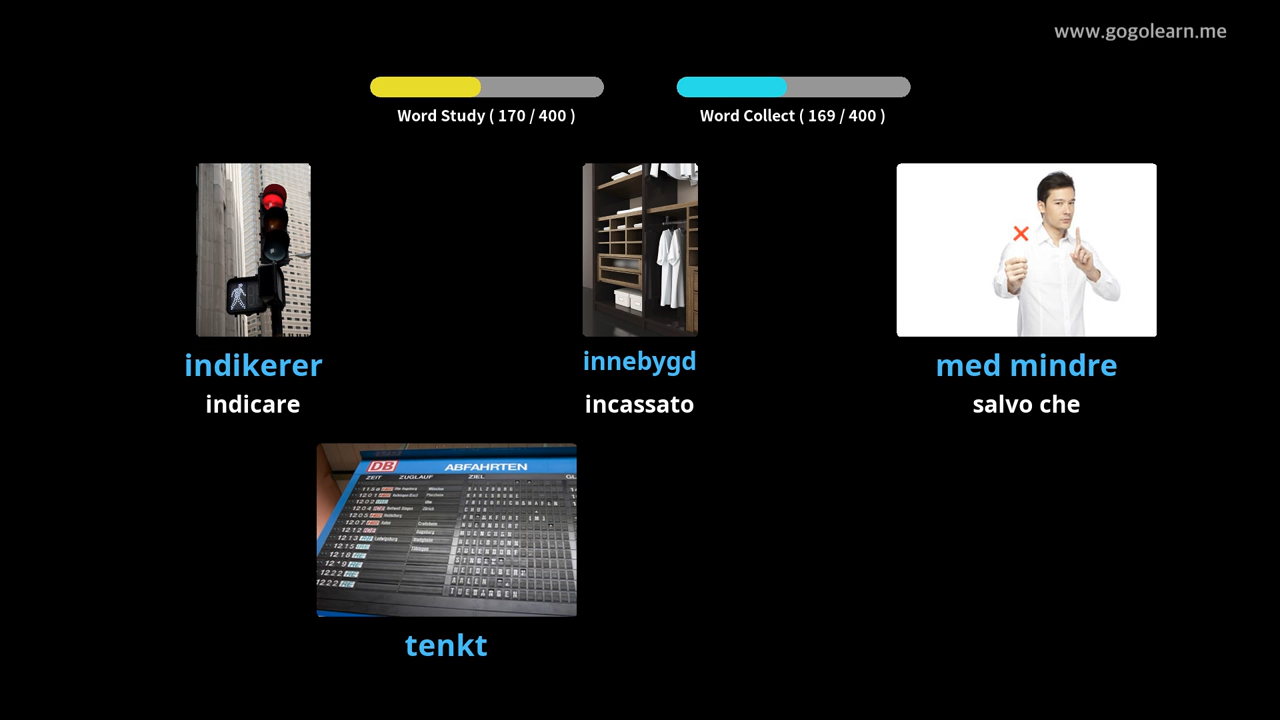 www.gogolearn.me
Word Study ( 170 / 400 )
Word Collect ( 169 / 400 )
indikerer
indicare
innebygd
incassato
med mindre
salvo che
DB ABFAHRTEN
ZEIT ZUGLAUF ZIEL
tenkt